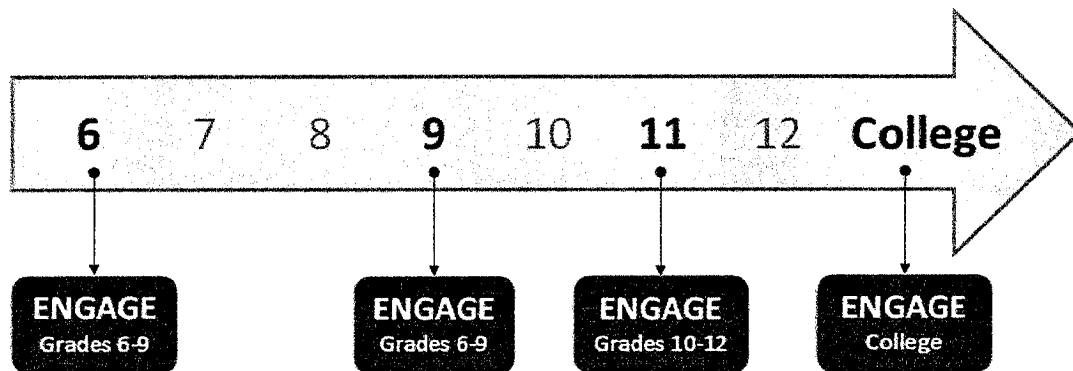 6 7 8 9 10 11 12 College
ENGAGE
Grades 6-9
ENGAGE
Grades 6-9
ENGAGE
Grades 10-12
ENGAGE
College